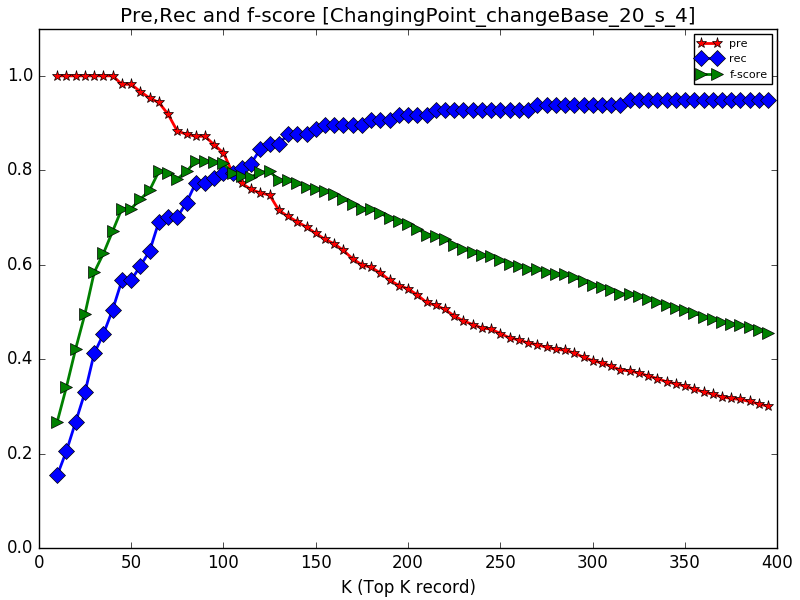 Pre,Rec and f-score [ChangingPoint_changeBase_20_s_4]
pre
rec
f-score
1.0
0.8
0.6
0.4
0.2
0.0
0 50 100 150 200 250 300 350 400
K (Top K record)